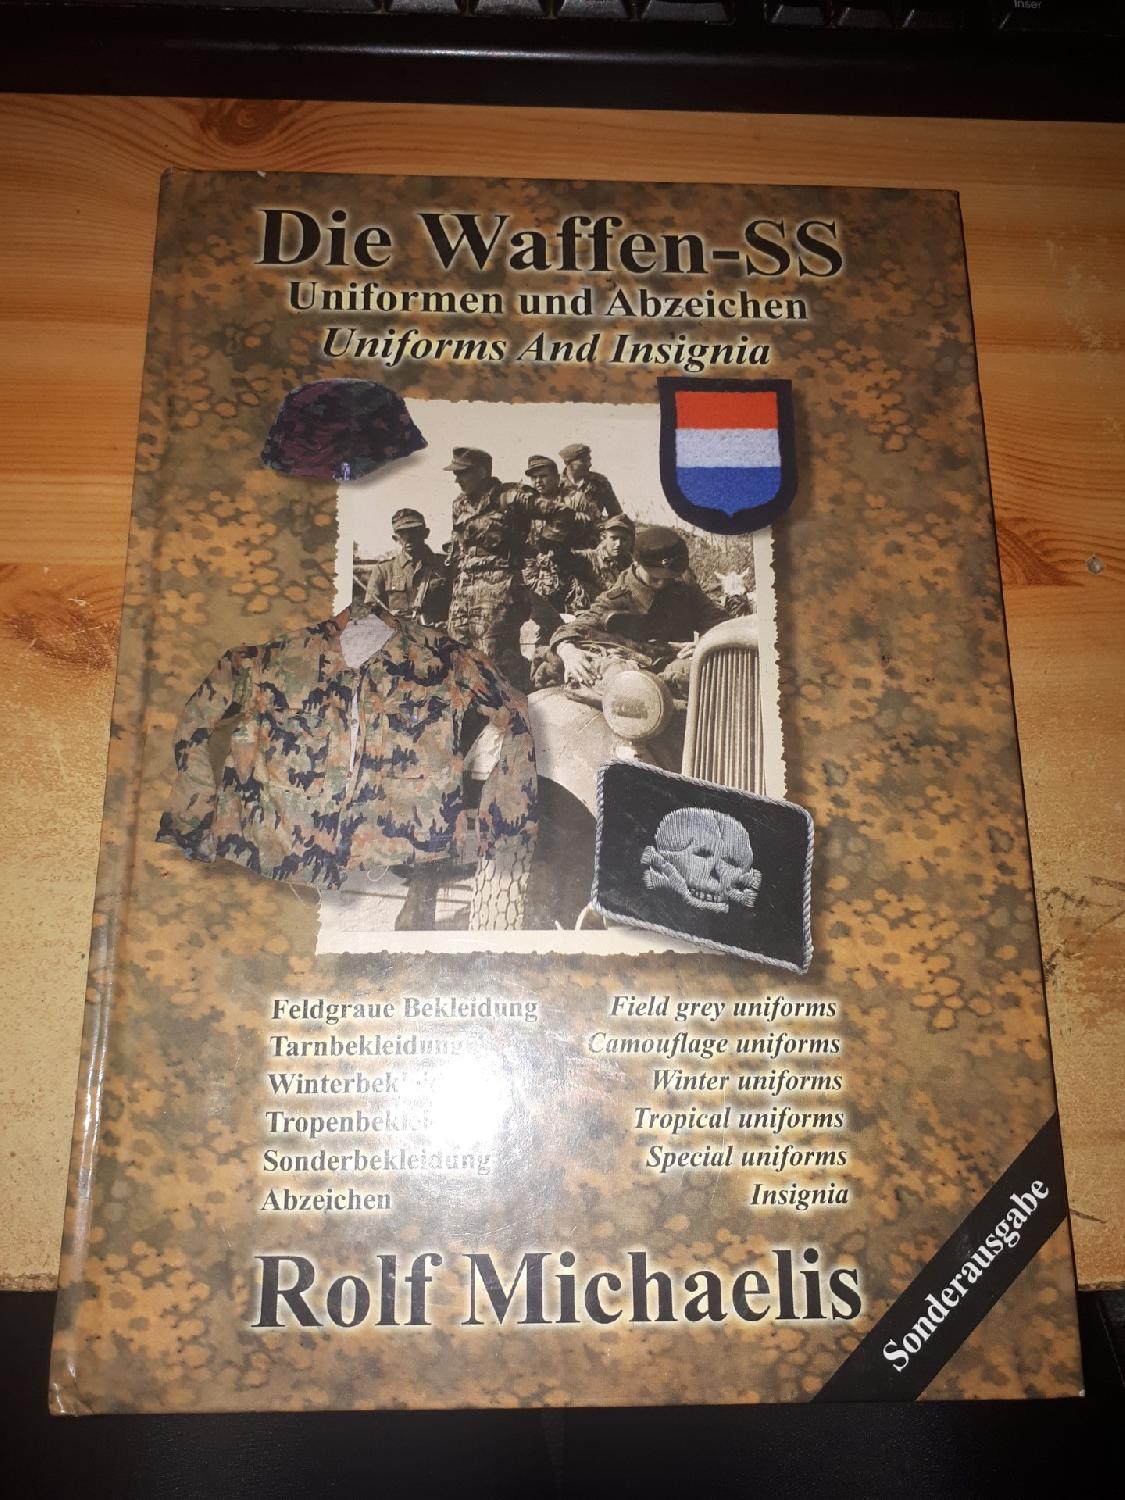 Inser
Die Waffen-SS
Uniformen und Abzeichen
Uniforms And Insignia
Feldgraue Bekleidung
Field grey uniforms
Tarnbekleidung
Camouflage uniforms
Winter uniforms
Tropical uniforms
Sonderbekleidung
Special uniforms
Abzeichen
Insignia
Rolf Michaelis
Sonderausgabe